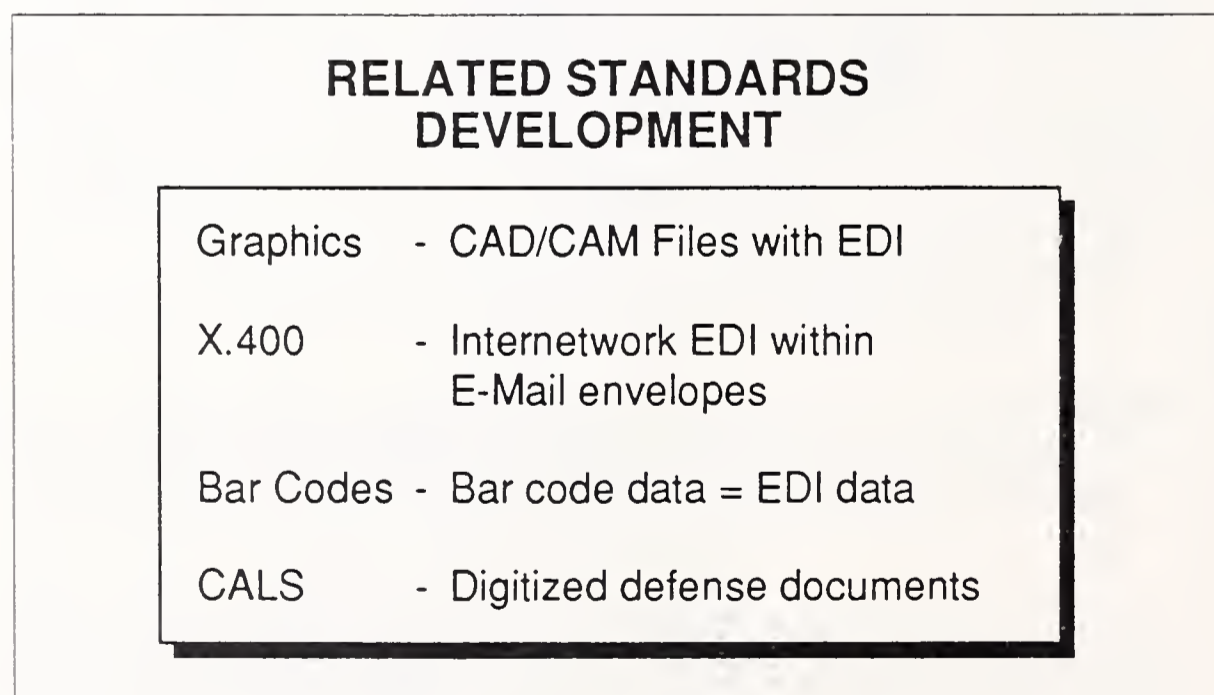 RELATED STANDARDS
DEVELOPMENT
Graphics - CAD/CAM Files with EDI
X.400 - Internetwork EDI within
E-Mail envelopes
Bar Codes - Bar code data = EDI data
CALS - Digitized defense documents